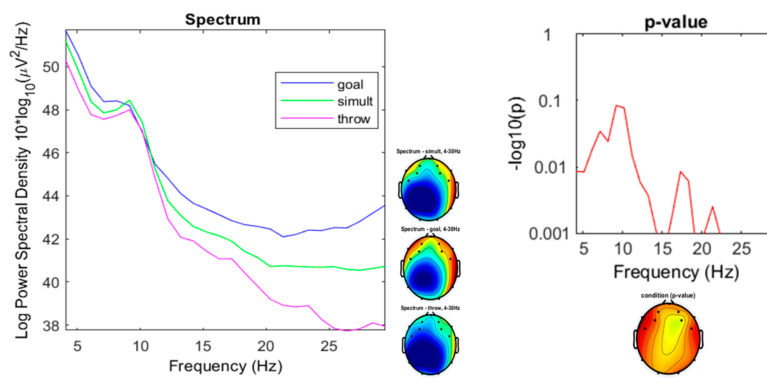 Spectrum
Log Power Spectral Density 10*log10(μV2/Hz)
50
48
46
44
42
40
38
5
10
15
20
25
Frequency (Hz)
goal
simult
throw
Spectrum - simult, 4-30Hz
Spectrum - goal, 4-30Hz
Spectrum - throw, 4-30Hz
p-value
-log10(p)
1
0.1
0.01
0.001
5
10
15
20
25
Frequency (Hz)
condition (p-value)